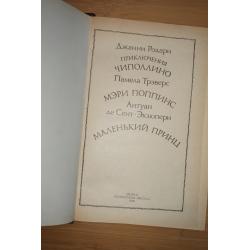 Джанни Родари
ПРИКЛЮЧЕНИЯ
ЧИПОЛЛИНО
Памела Трэверс
МЭРИ ПОППИНС
Антуан
де Сент-Экзюпери
МАЛЕНЬКИЙ ПРИНЦ